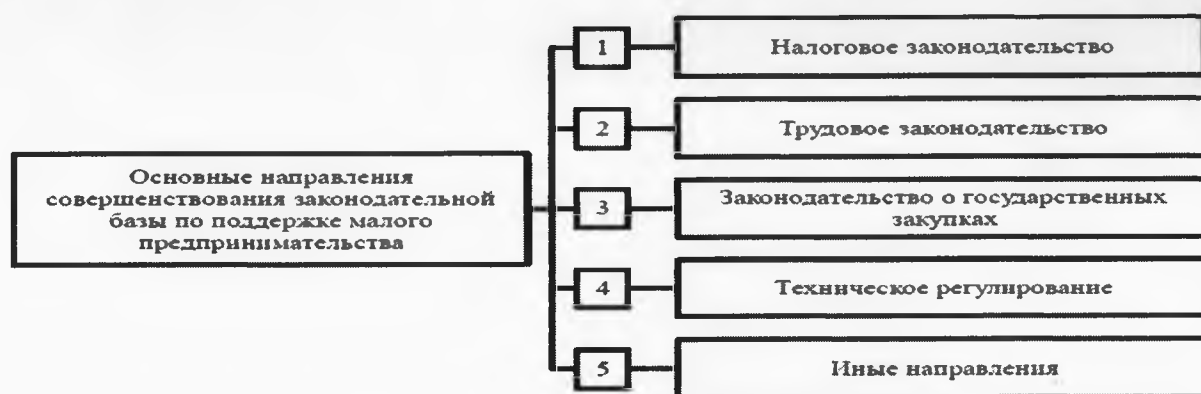 Основные направления
совершенствования законодательной
базы по поддержке малого
предпринимательства
1
Налоговое законодательство
2
Трудовое законодательство
3
Законодательство о государственных
закупках
4
Техническое регулирование
5
Иные направления